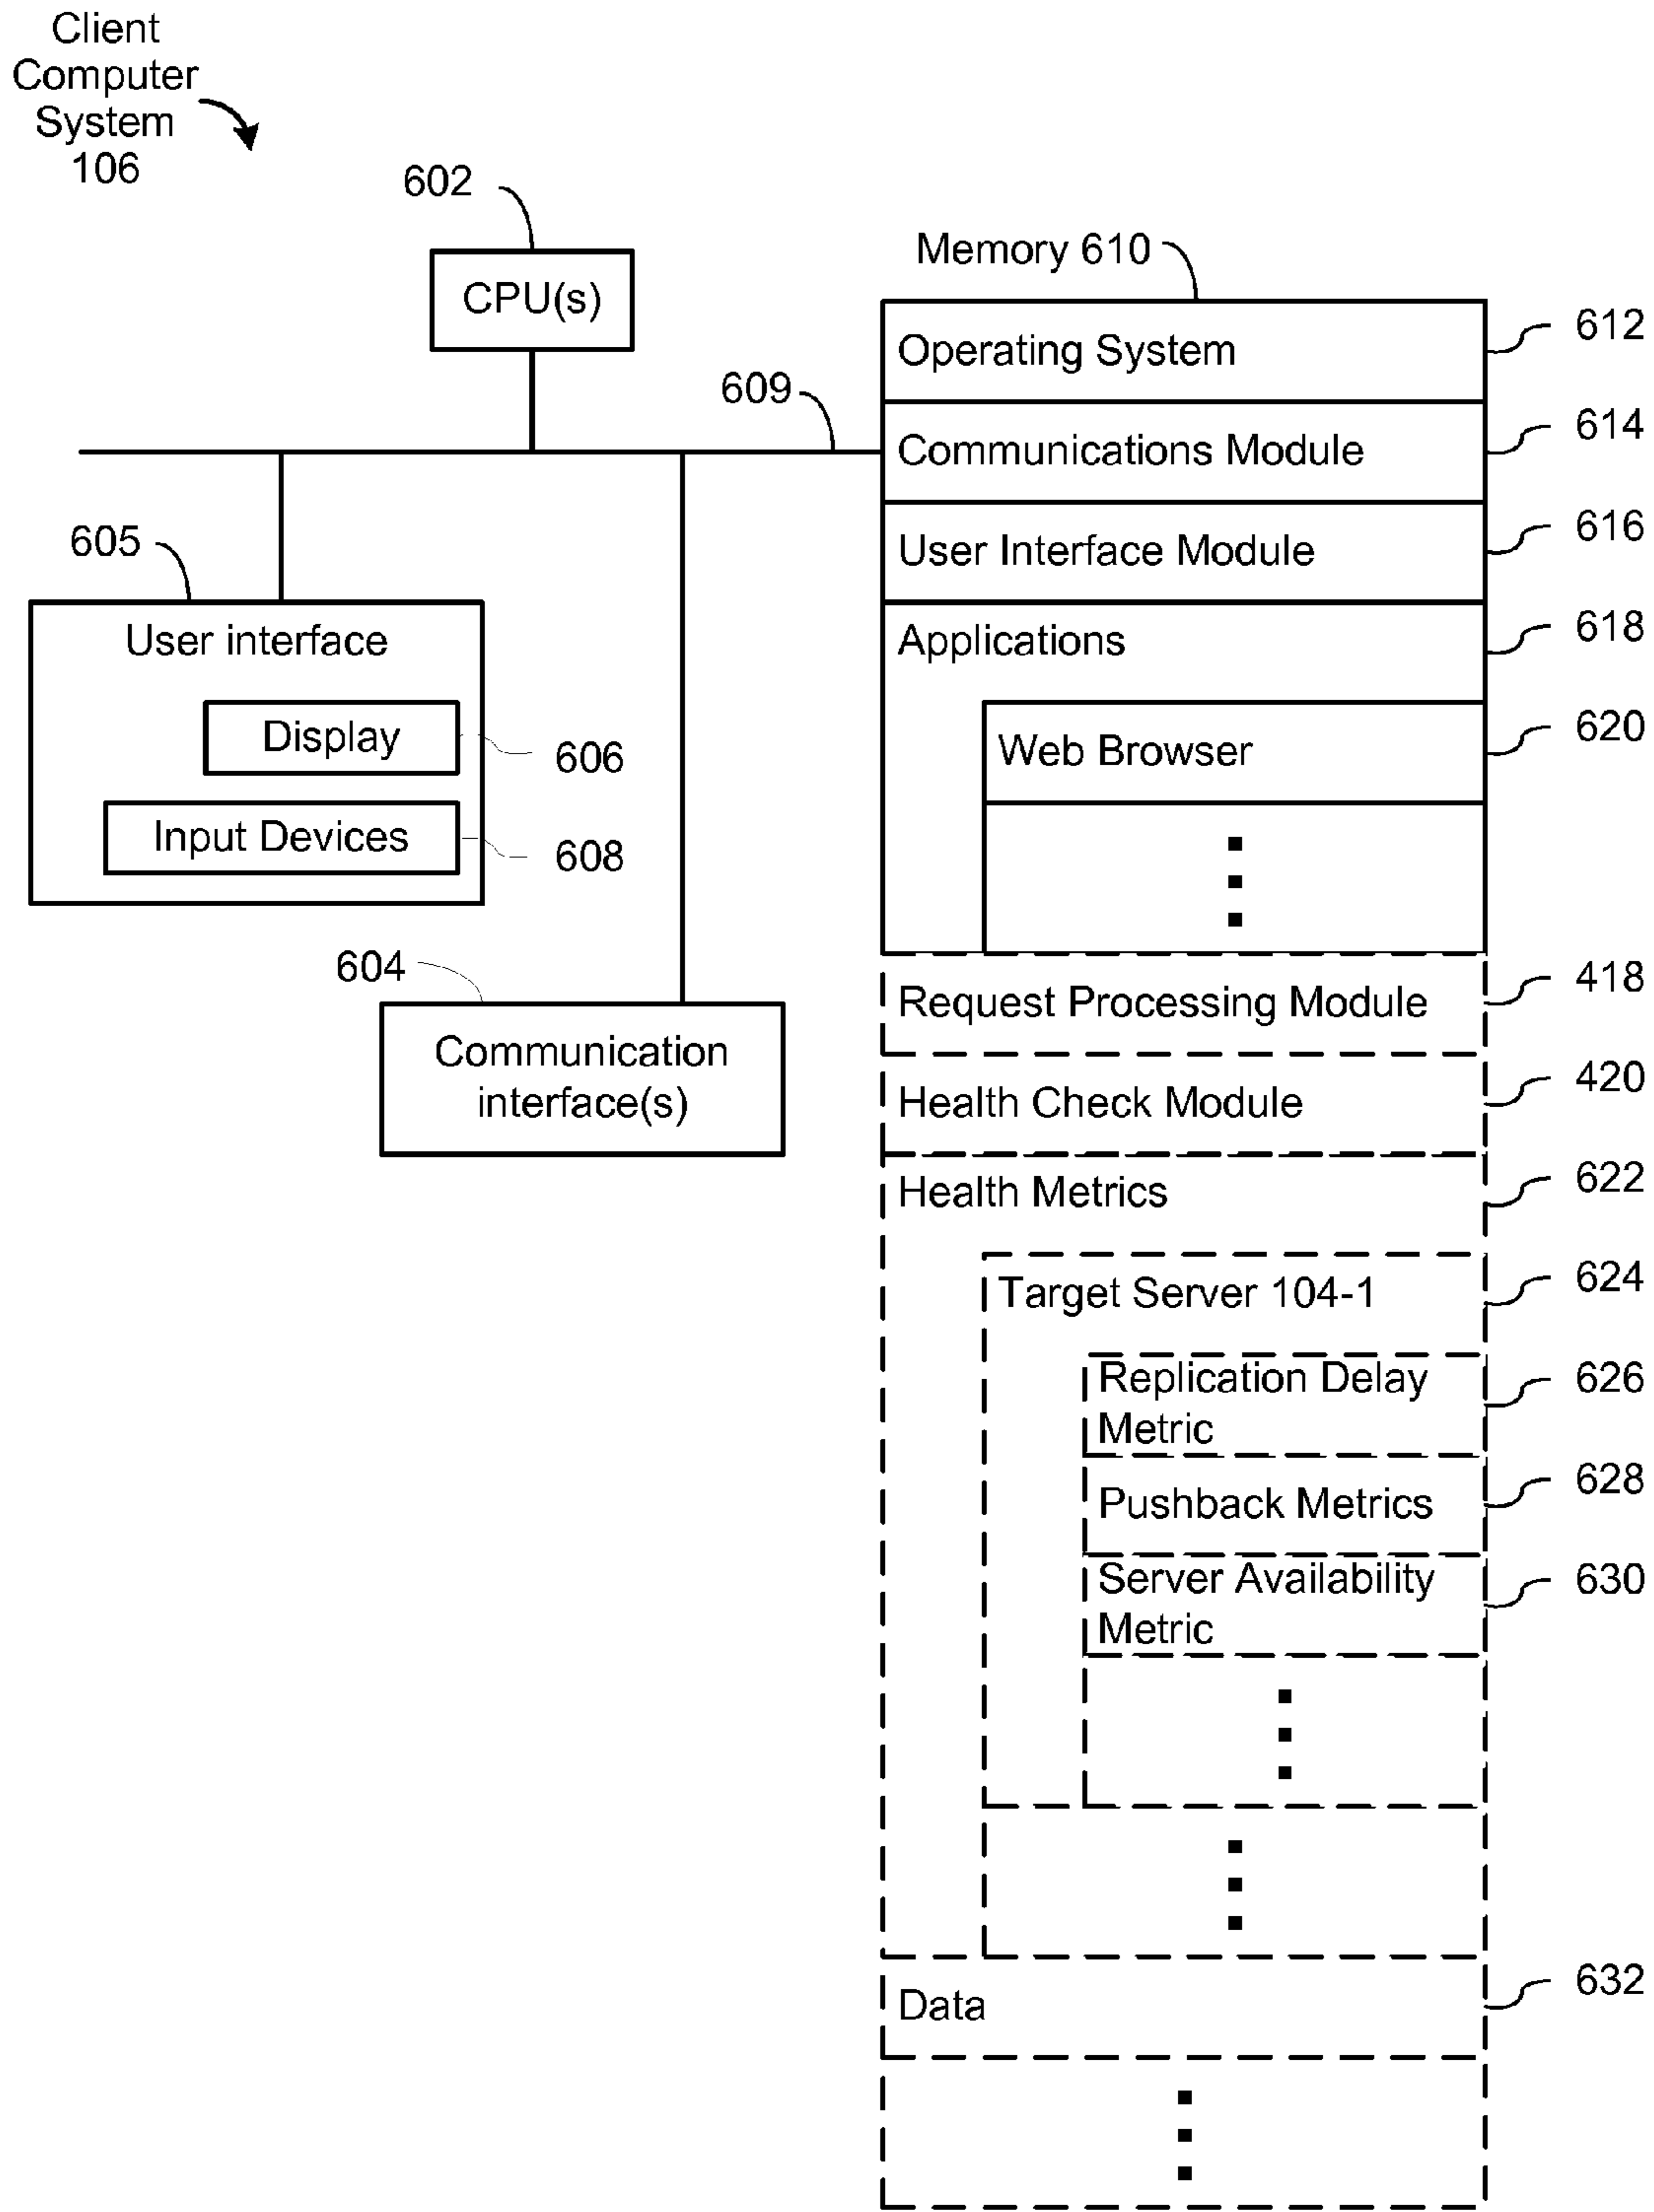 Client
Computer
System
106
602
CPU(s)
609
605
User interface
Display
606
Input Devices
608
604
Communication
interface(s)
Memory 610
Operating System
612
Communications Module
614
User Interface Module
616
Applications
618
Web Browser
620
Request Processing Module
418
Health Check Module
420
Health Metrics
622
Target Server 104-1
624
Replication Delay
Metric
626
Pushback Metrics
628
Server Availability
Metric
630
Data
632